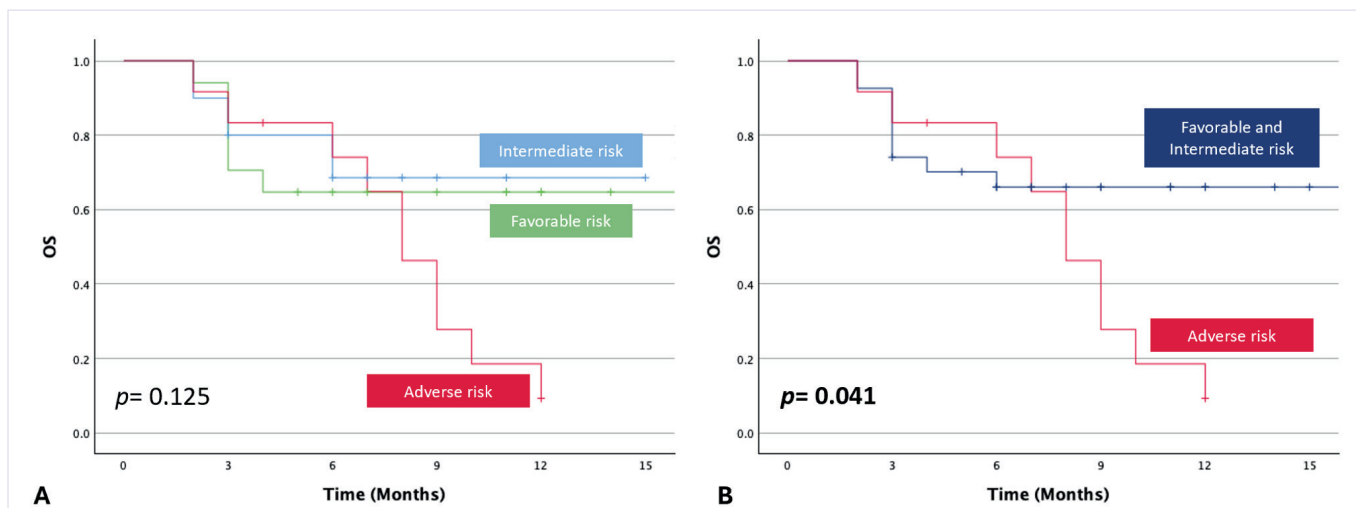 1.0
0.8
0.6
0.4
0.2
0.0
OS
0
3
6
9
12
15
Time (Months)
Intermediate risk
Favorable risk
Adverse risk
p= 0.125
A
1.0
0.8
0.6
0.4
0.2
0.0
OS
0
3
6
9
12
15
Time (Months)
Favorable and
Intermediate risk
Adverse risk
p= 0.041
B